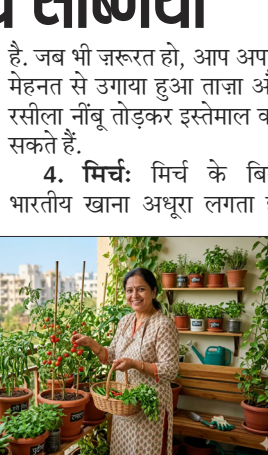 सब्जियां
है. जब भी ज़रूरत हो, आप अप
मेहनत से उगाया हुआ ताज़ा औ
रसीला नींबू तोड़कर इस्तेमाल क
सकते हैं.
4. मिर्च: मिर्च के बि
भारतीय खाना अधूरा लगता ह